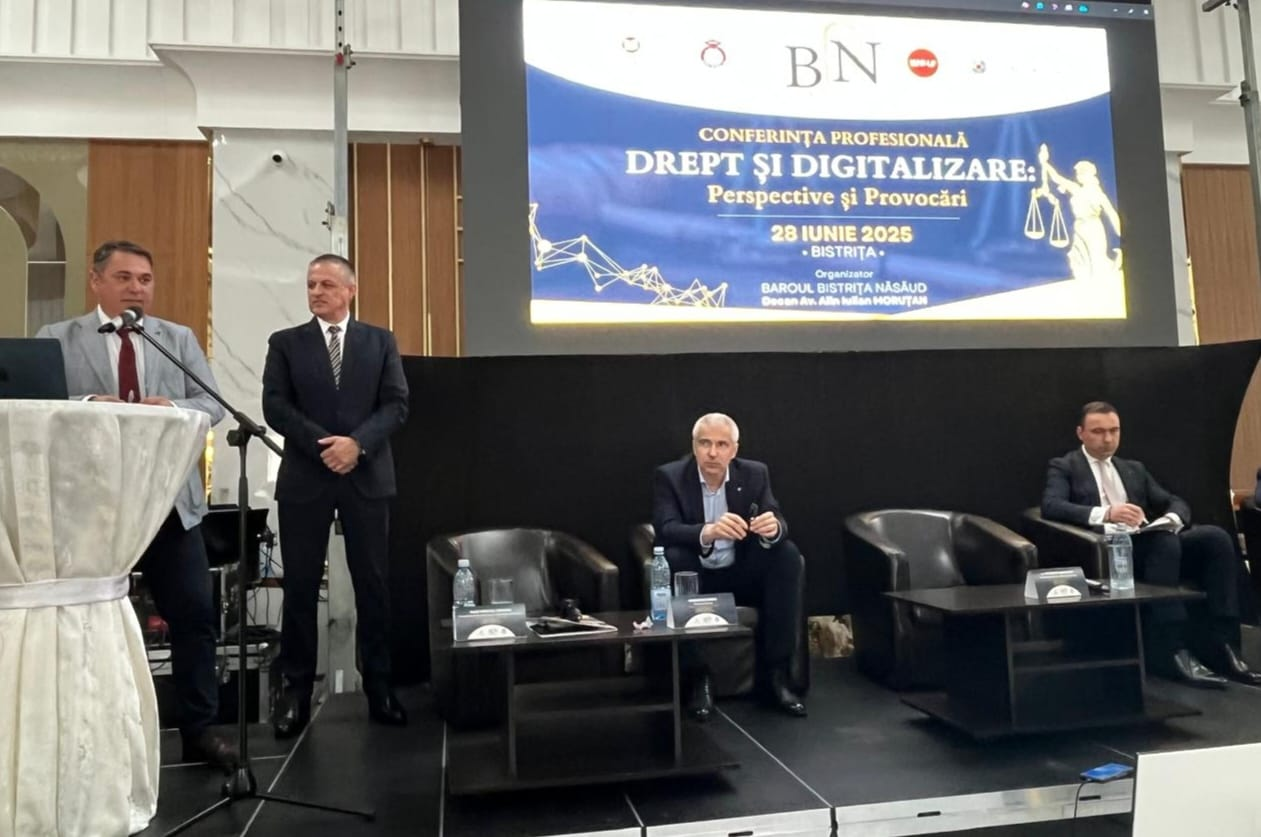 BN
CONFERINȚA PROFESIONALĂ
DREPT ȘI DIGITALIZARE:
Perspective și Provocări
28 IUNIE 2025
• BISTRIȚA •
Organizator
BAROUL BISTRIȚA NĂSĂUD
Decan Av. Alin Iulian MORUȚAN